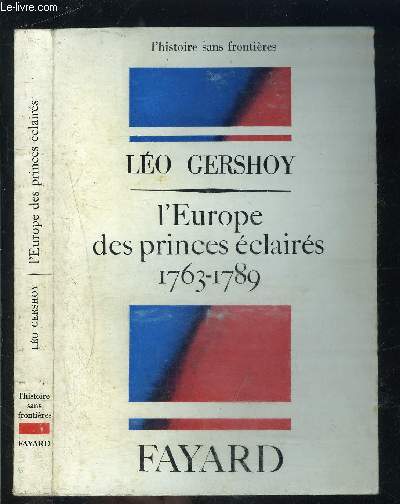 Le-livre.com
l'histoire sans frontières
LÉO GERSHOY
l'Europe
des princes éclairés
1763-1789
FAYARD
LÉO GERSHOY
l'Europe des princes éclairés
l'histoire
sans
frontières
FAYARD